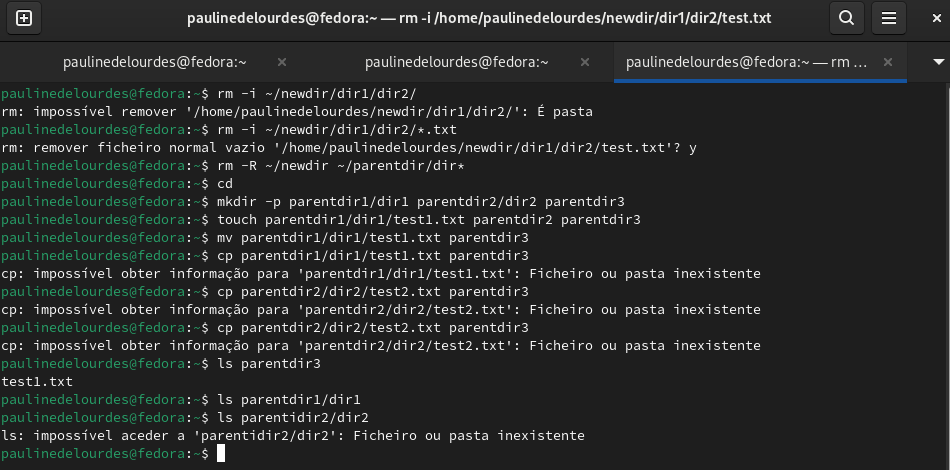 paulinedelourdes@fedora:~ — rm -i /home/paulinedelourdes/newdir/dir1/dir2/test.txt
paulinedelourdes@fedora:~ paulinedelourdes@fedora:~ paulinedelourdes@fedora:~ — rm ...
paulinedelourdes@fedora:~$ rm -i ~/newdir/dir1/dir2/
rm: impossível remover '/home/paulinedelourdes/newdir/dir1/dir2/': É pasta
paulinedelourdes@fedora:~$ rm -i ~/newdir/dir1/dir2/*.txt
rm: remover ficheiro normal vazio '/home/paulinedelourdes/newdir/dir1/dir2/test.txt'? y
paulinedelourdes@fedora:~$ rm -R ~/newdir ~/parentdir/dir*
paulinedelourdes@fedora:~$ cd
paulinedelourdes@fedora:~$ mkdir -p parentdir1/dir1 parentdir2/dir2 parentdir3
paulinedelourdes@fedora:~$ touch parentdir1/dir1/test1.txt parentdir2 parentdir3
paulinedelourdes@fedora:~$ mv parentdir1/dir1/test1.txt parentdir3
paulinedelourdes@fedora:~$ cp parentdir1/dir1/test1.txt parentdir3
cp: impossível obter informação para 'parentdir1/dir1/test1.txt': Ficheiro ou pasta inexistente
paulinedelourdes@fedora:~$ cp parentdir2/dir2/test2.txt parentdir3
cp: impossível obter informação para 'parentdir2/dir2/test2.txt': Ficheiro ou pasta inexistente
paulinedelourdes@fedora:~$ cp parentdir2/dir2/test2.txt parentdir3
cp: impossível obter informação para 'parentdir2/dir2/test2.txt': Ficheiro ou pasta inexistente
paulinedelourdes@fedora:~$ ls parentdir3
test1.txt
paulinedelourdes@fedora:~$ ls parentdir1/dir1
paulinedelourdes@fedora:~$ ls parentidir2/dir2
ls: impossível aceder a 'parentidir2/dir2': Ficheiro ou pasta inexistente
paulinedelourdes@fedora:~$